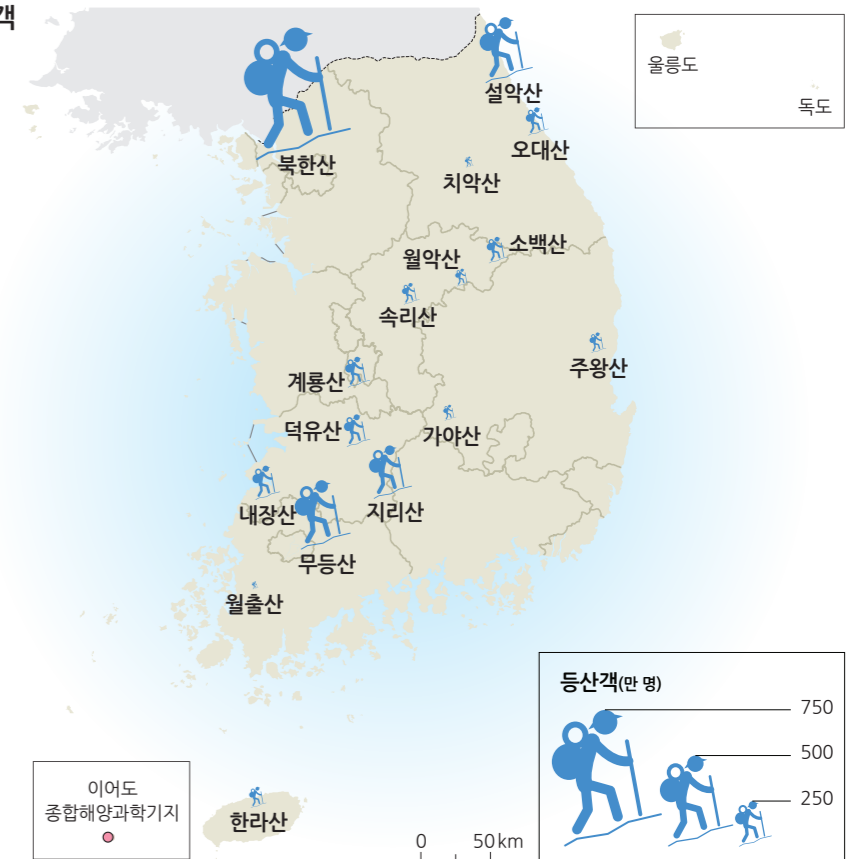 객
울릉도
독도
설악산
오대산
북한산
치악산
소백산
월악산
속리산
주왕산
계룡산
덕유산
가야산
내장산
지리산
무등산
월출산
등산객(만 명)
750
500
250
이어도
종합해양과학기지
한라산
0 50 km